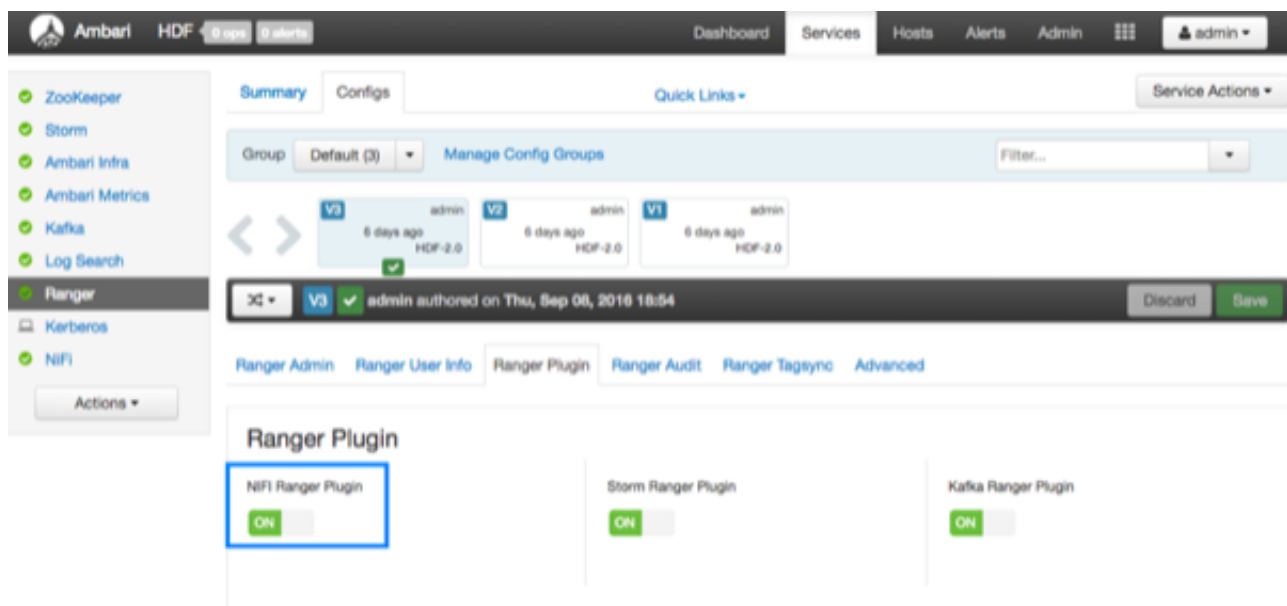 Ambari HDF 0 ops 0 alerts Dashboard Services Hosts Alerts Admin admin
ZooKeeper
Storm
Ambari Infra
Ambari Metrics
Kafka
Log Search
Ranger
Kerberos
NiFi
Actions
Summary Configs Quick Links Service Actions
Group Default (3) Manage Config Groups Filter...
V3 admin
6 days ago
HDF-2.0
V2 admin
6 days ago
HDF-2.0
V1 admin
6 days ago
HDF-2.0
V3 admin authored on Thu, Sep 08, 2016 18:54 Discard Save
Ranger Admin Ranger User Info Ranger Plugin Ranger Audit Ranger Tagsync Advanced
Ranger Plugin
NIFI Ranger Plugin Storm Ranger Plugin Kafka Ranger Plugin
ON ON ON